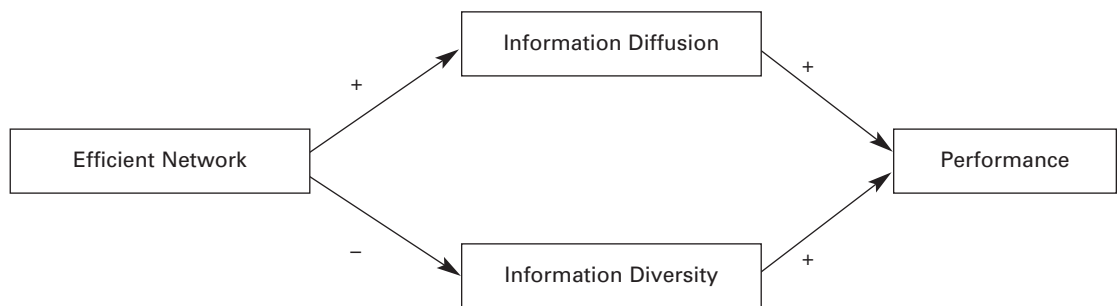 Information Diffusion
+
+
Efficient Network
Performance
–
+
Information Diversity